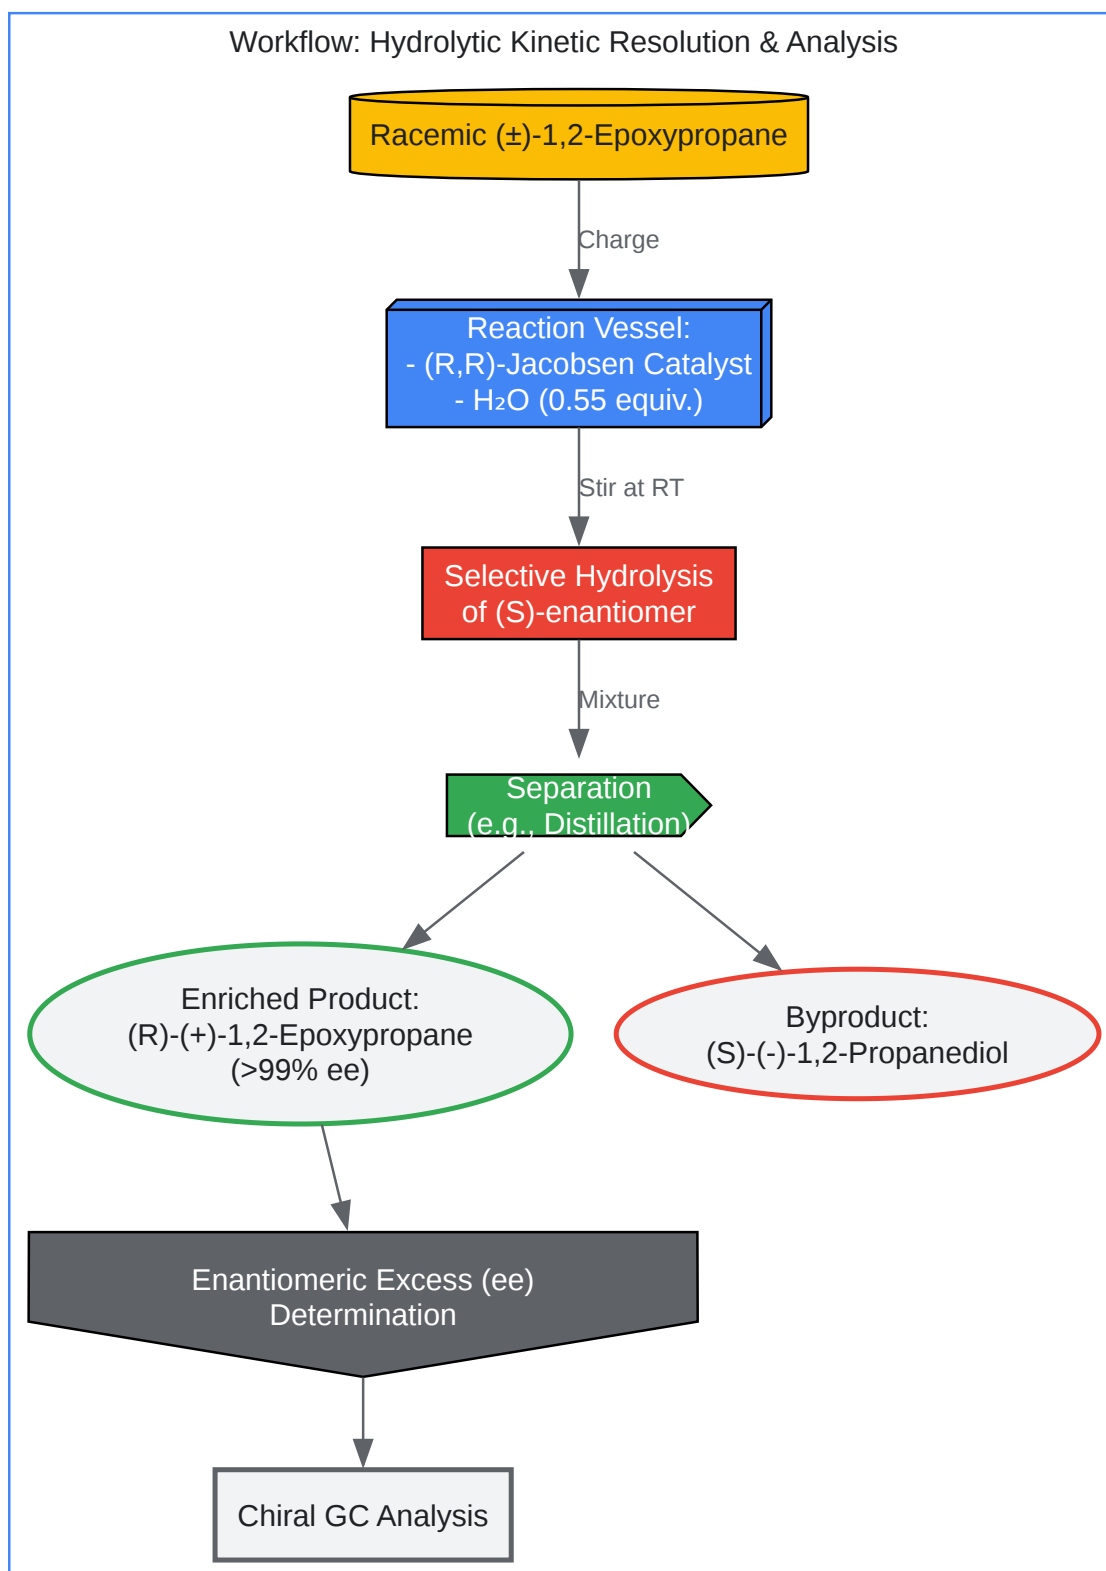 Workflow: Hydrolytic Kinetic Resolution & Analysis
Racemic (±)-1,2-Epoxypropane
Charge
Reaction Vessel:
- (R,R)-Jacobsen Catalyst
- H₂O (0.55 equiv.)
Stir at RT
Selective Hydrolysis
of (S)-enantiomer
Mixture
Separation
(e.g., Distillation)
Enriched Product:
(R)-(+)-1,2-Epoxypropane
(>99% ee)
Byproduct:
(S)-(-)-1,2-Propanediol
Enantiomeric Excess (ee)
Determination
Chiral GC Analysis